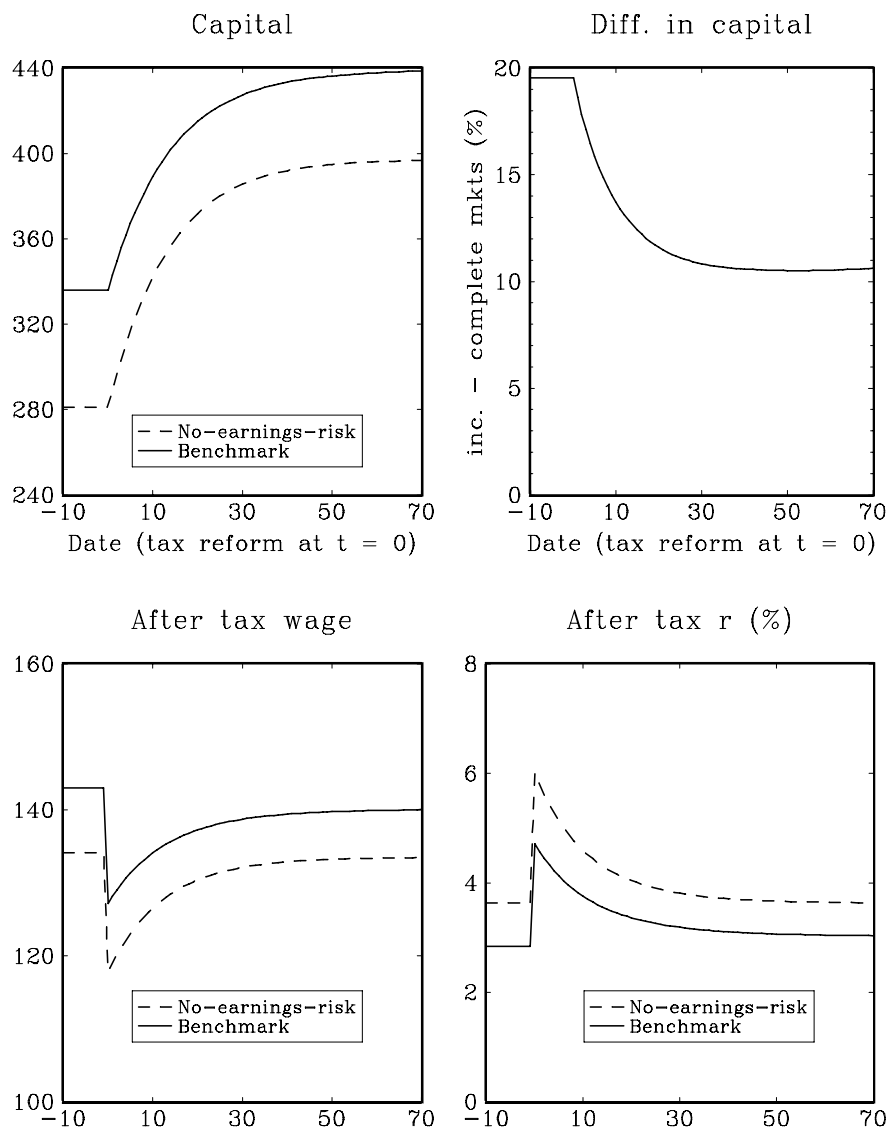 Capital
440
400
360
320
280
240
No-earnings-risk
Benchmark
-10 10 30 50 70
Date (tax reform at t = 0)
Diff. in capital
inc. - complete mkts (%)
20
15
10
5
0
-10 10 30 50 70
Date (tax reform at t = 0)
After tax wage
160
140
120
100
No-earnings-risk
Benchmark
-10 10 30 50 70
After tax r (%)
8
6
4
2
0
No-earnings-risk
Benchmark
-10 10 30 50 70